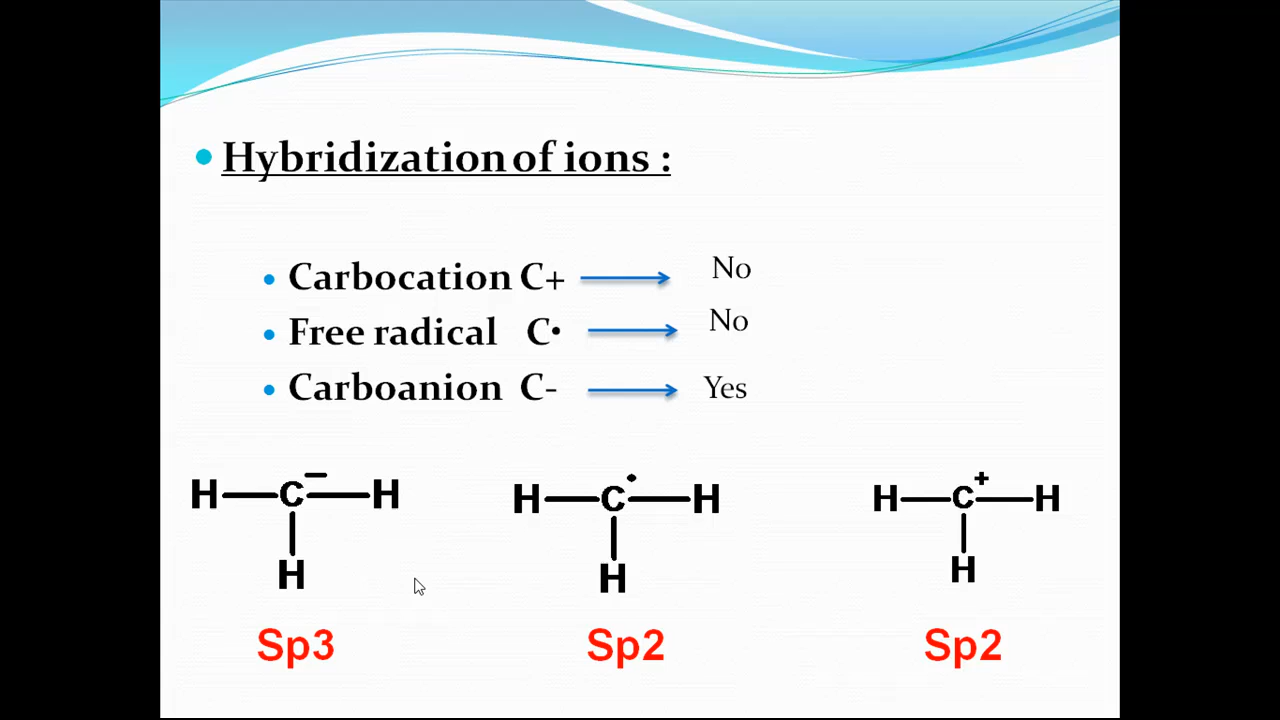 Hybridization of ions :
Carbocation C+ No
Free radical C• No
Carboanion C- Yes
H C − H
H
H C • H
H
H C + H
H
Sp3
Sp2
Sp2